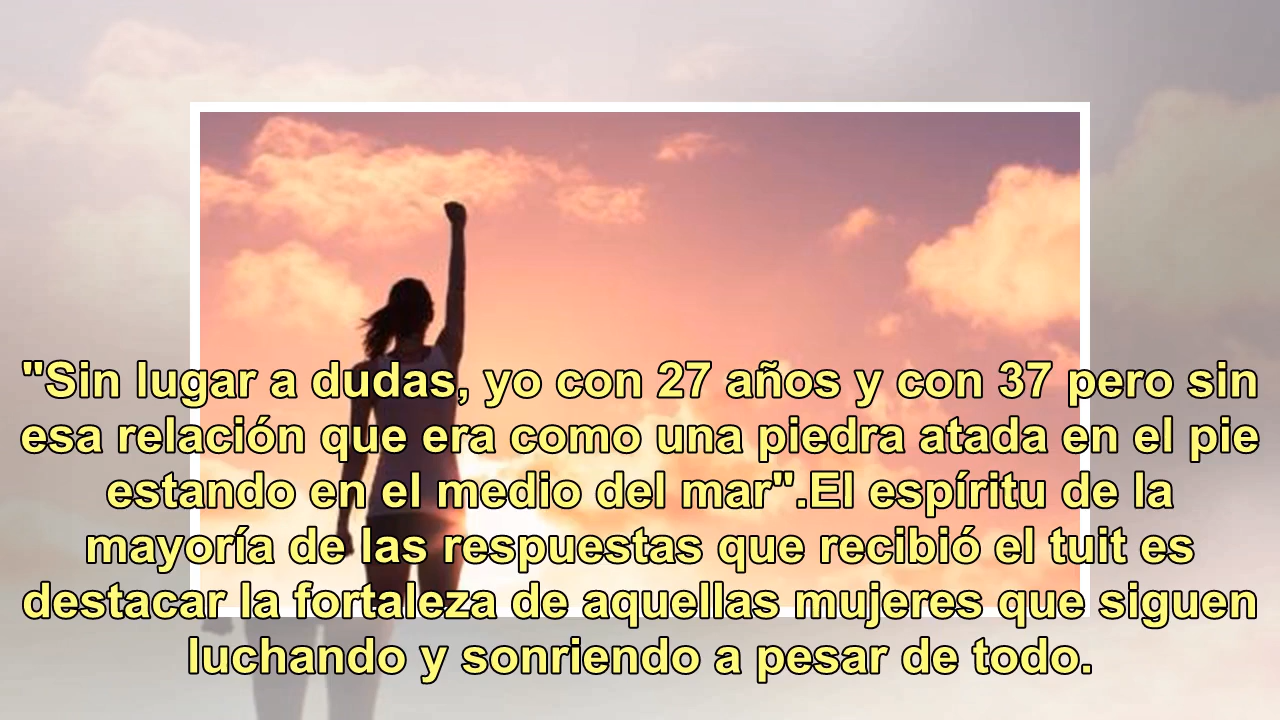 "Sin lugar a dudas, yo con 27 años y con 37 pero sin
esa relación que era como una piedra atada en el pie
estando en el medio del mar".El espíritu de la
mayoría de las respuestas que recibió el tuit es
destacar la fortaleza de aquellas mujeres que siguen
luchando y sonriendo a pesar de todo.